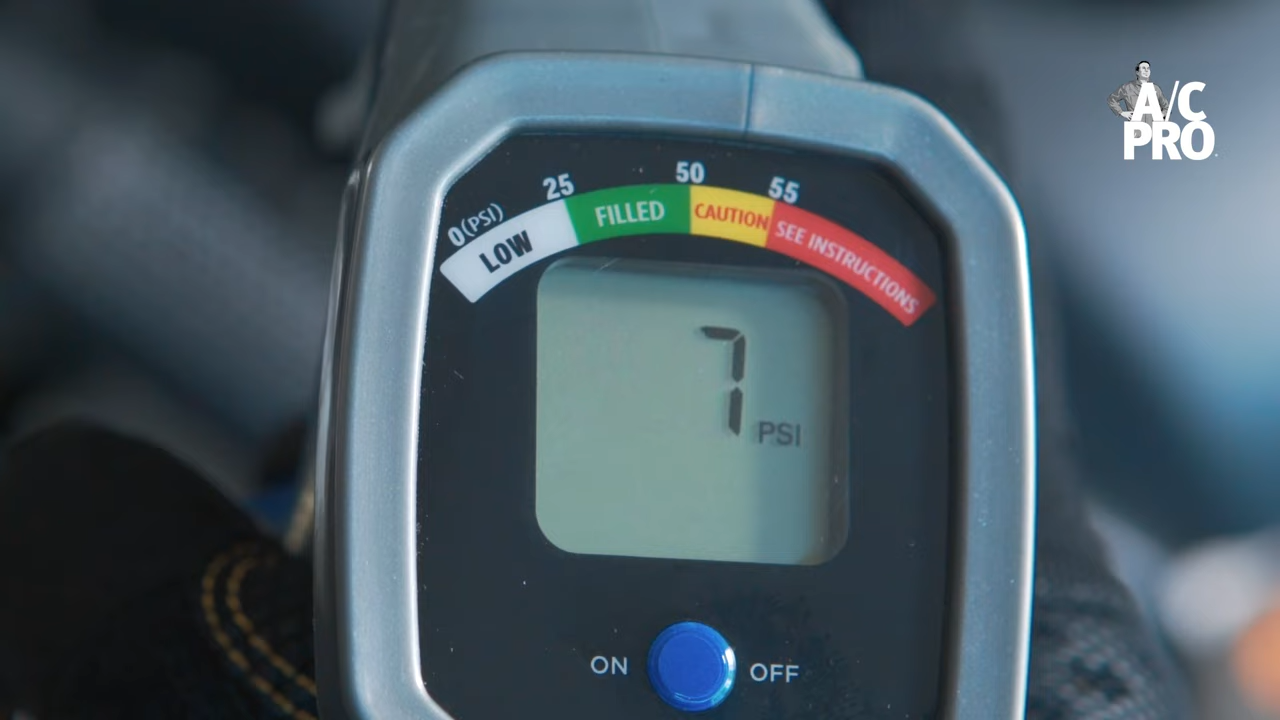 A/C
PRO
0(PSI) 25 50 55
LOW FILLED CAUTION SEE INSTRUCTIONS
7 PSI
ON OFF